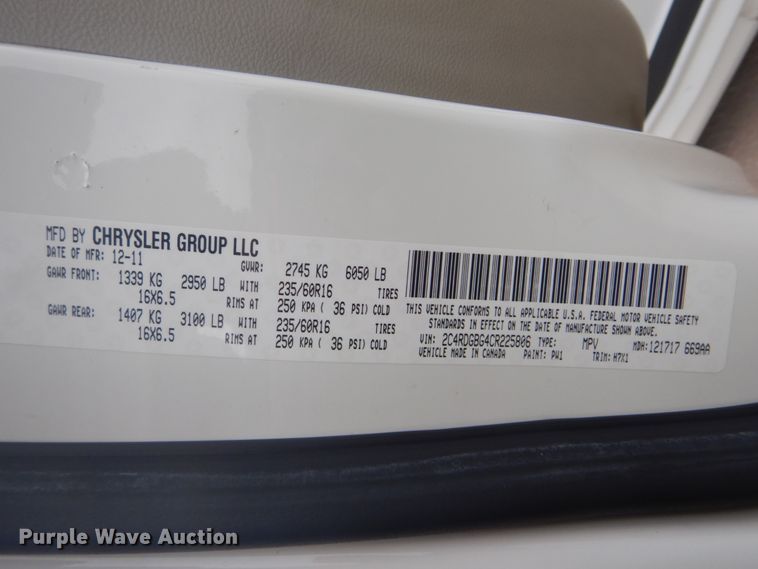 MFD BY CHRYSLER GROUP LLC
DATE OF MFR: 12-11 GVWR: 2745 KG 6050 LB
GAWR FRONT: 1339 KG 2950 LB WITH 235/60R16 TIRES
16X6.5 RIMS AT 250 KPA ( 36 PSI) COLD
GAWR REAR: 1407 KG 3100 LB WITH 235/60R16 TIRES
16X6.5 RIMS AT 250 KPA ( 36 PSI) COLD
THIS VEHICLE CONFORMS TO ALL APPLICABLE U.S.A. FEDERAL MOTOR VEHICLE SAFETY
STANDARDS IN EFFECT ON THE DATE OF MANUFACTURE SHOWN ABOVE.
VIN: 2C4RDGBG4CR225806 TYPE: MPV MDH: 121717 669AA
VEHICLE MADE IN CANADA PAINT: PW1 TRIM: H7X1
Purple Wave Auction